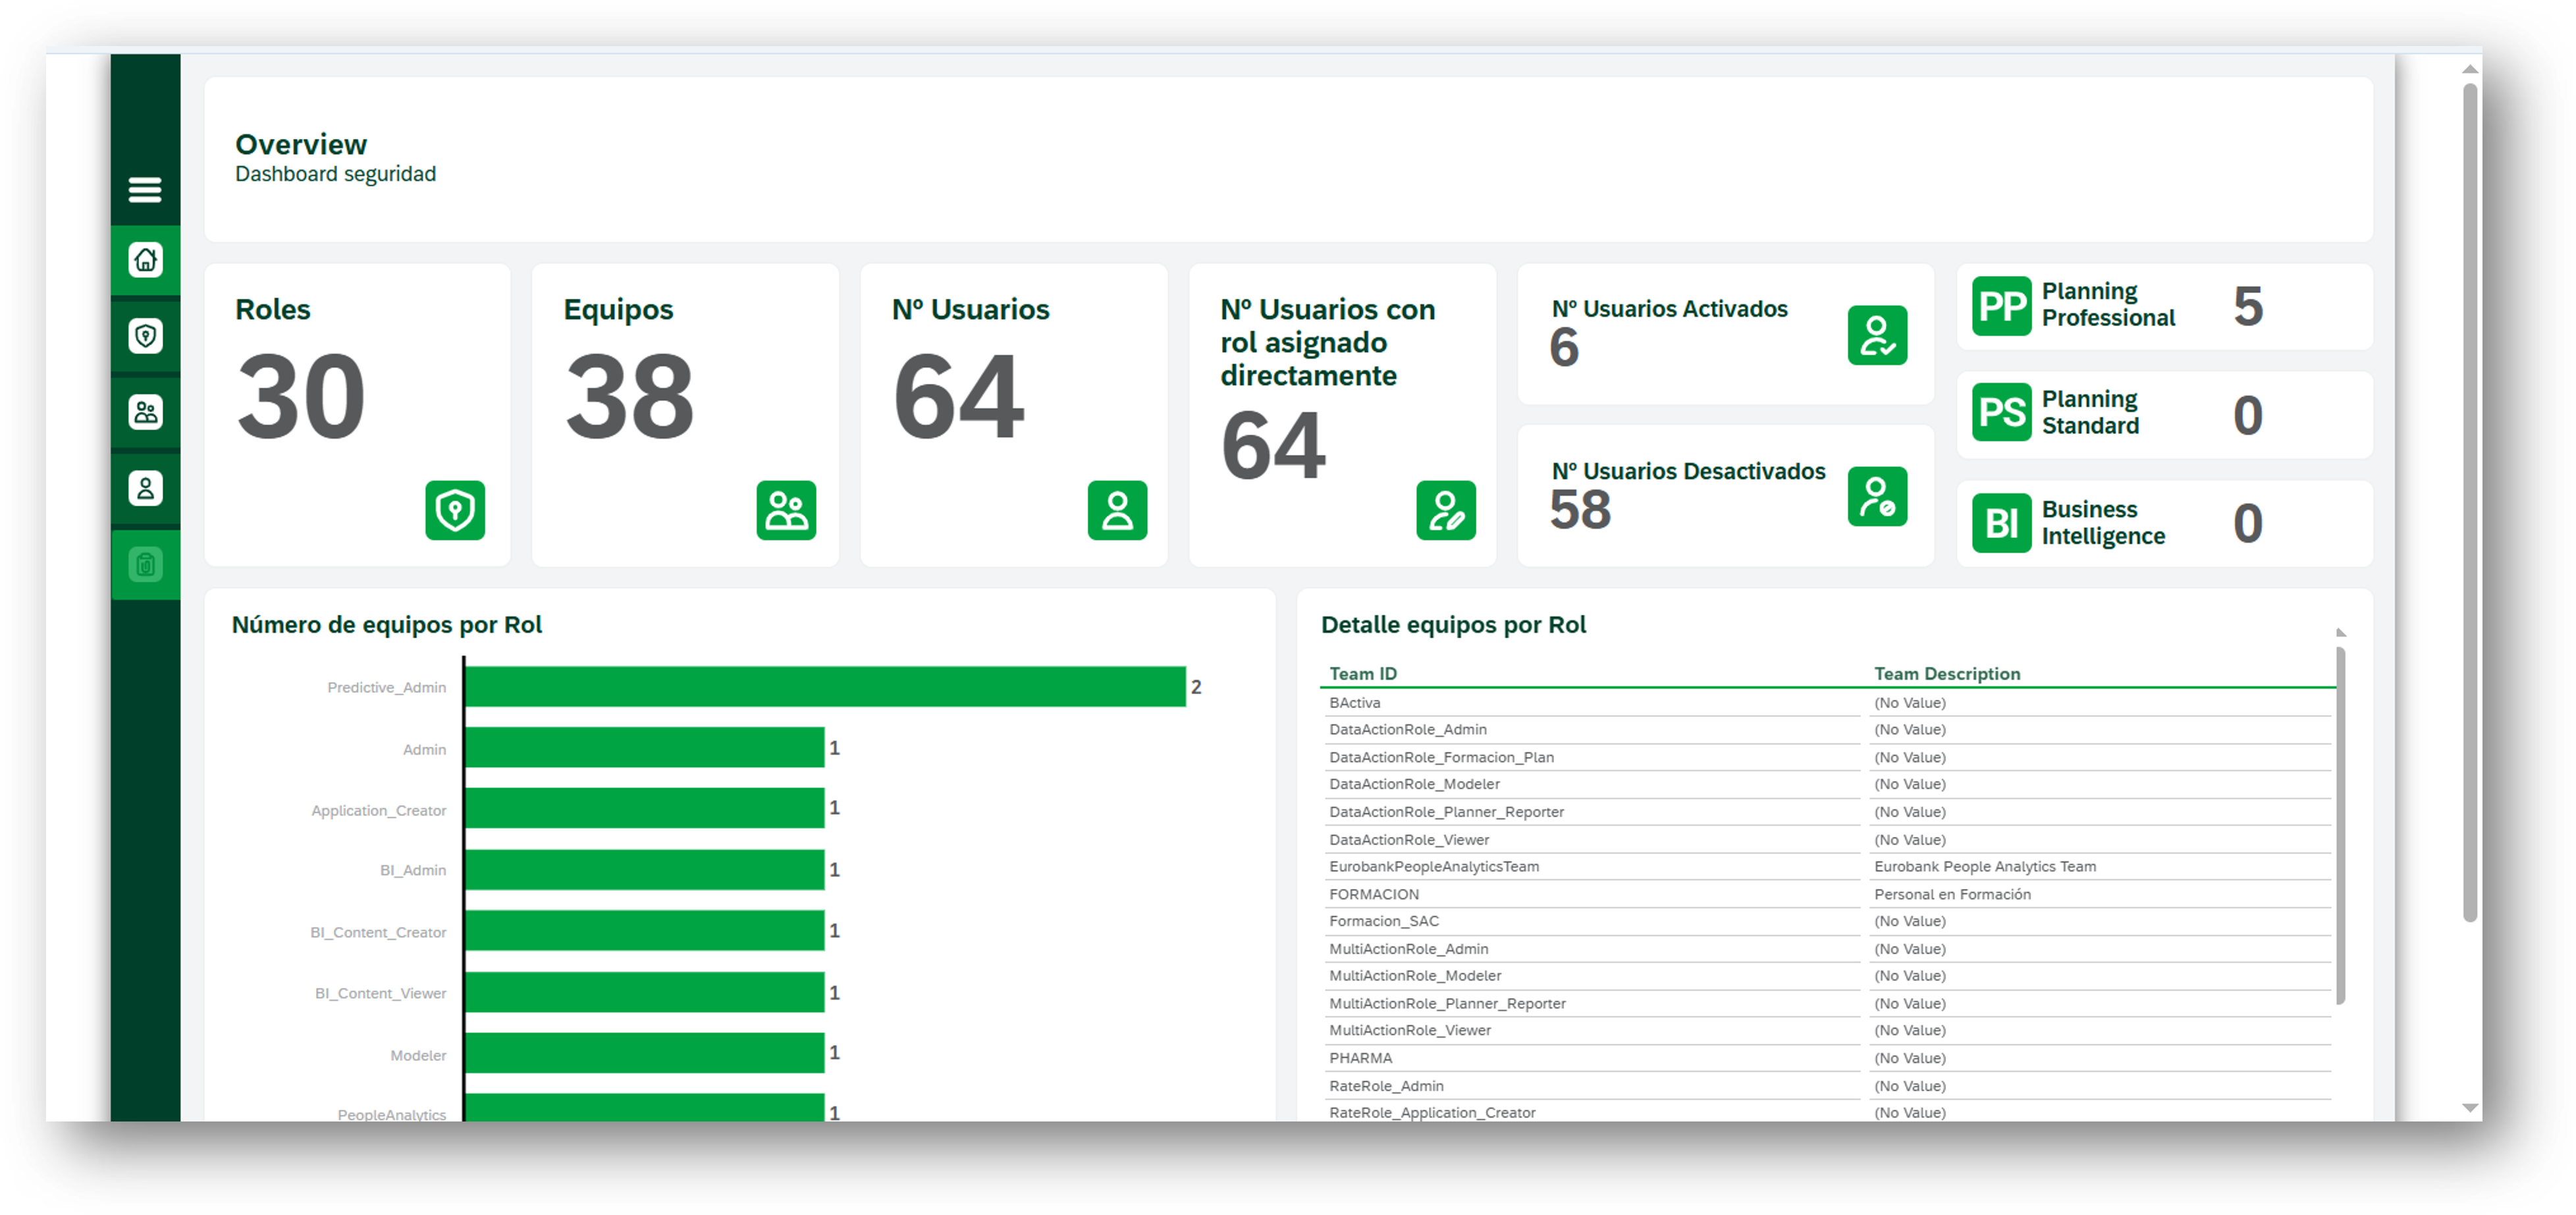 Overview
Dashboard seguridad
Roles
30
Equipos
38
Nº Usuarios
64
Nº Usuarios con
rol asignado
directamente
64
Nº Usuarios Activados
6
Nº Usuarios Desactivados
58
PP
Planning
Professional
5
PS
Planning
Standard
0
BI
Business
Intelligence
0
Número de equipos por Rol
Predictive_Admin 2
Admin 1
Application_Creator 1
BI_Admin 1
BI_Content_Creator 1
BI_Content_Viewer 1
Modeler 1
PeopleAnalytics 1
Detalle equipos por Rol
Team ID Team Description
BActiva (No Value)
DataActionRole_Admin (No Value)
DataActionRole_Formacion_Plan (No Value)
DataActionRole_Modeler (No Value)
DataActionRole_Planner_Reporter (No Value)
DataActionRole_Viewer (No Value)
EurobankPeopleAnalyticsTeam Eurobank People Analytics Team
FORMACION Personal en Formación
Formacion_SAC (No Value)
MultiActionRole_Admin (No Value)
MultiActionRole_Modeler (No Value)
MultiActionRole_Planner_Reporter (No Value)
MultiActionRole_Viewer (No Value)
PHARMA (No Value)
RateRole_Admin (No Value)
RateRole_Application_Creator (No Value)